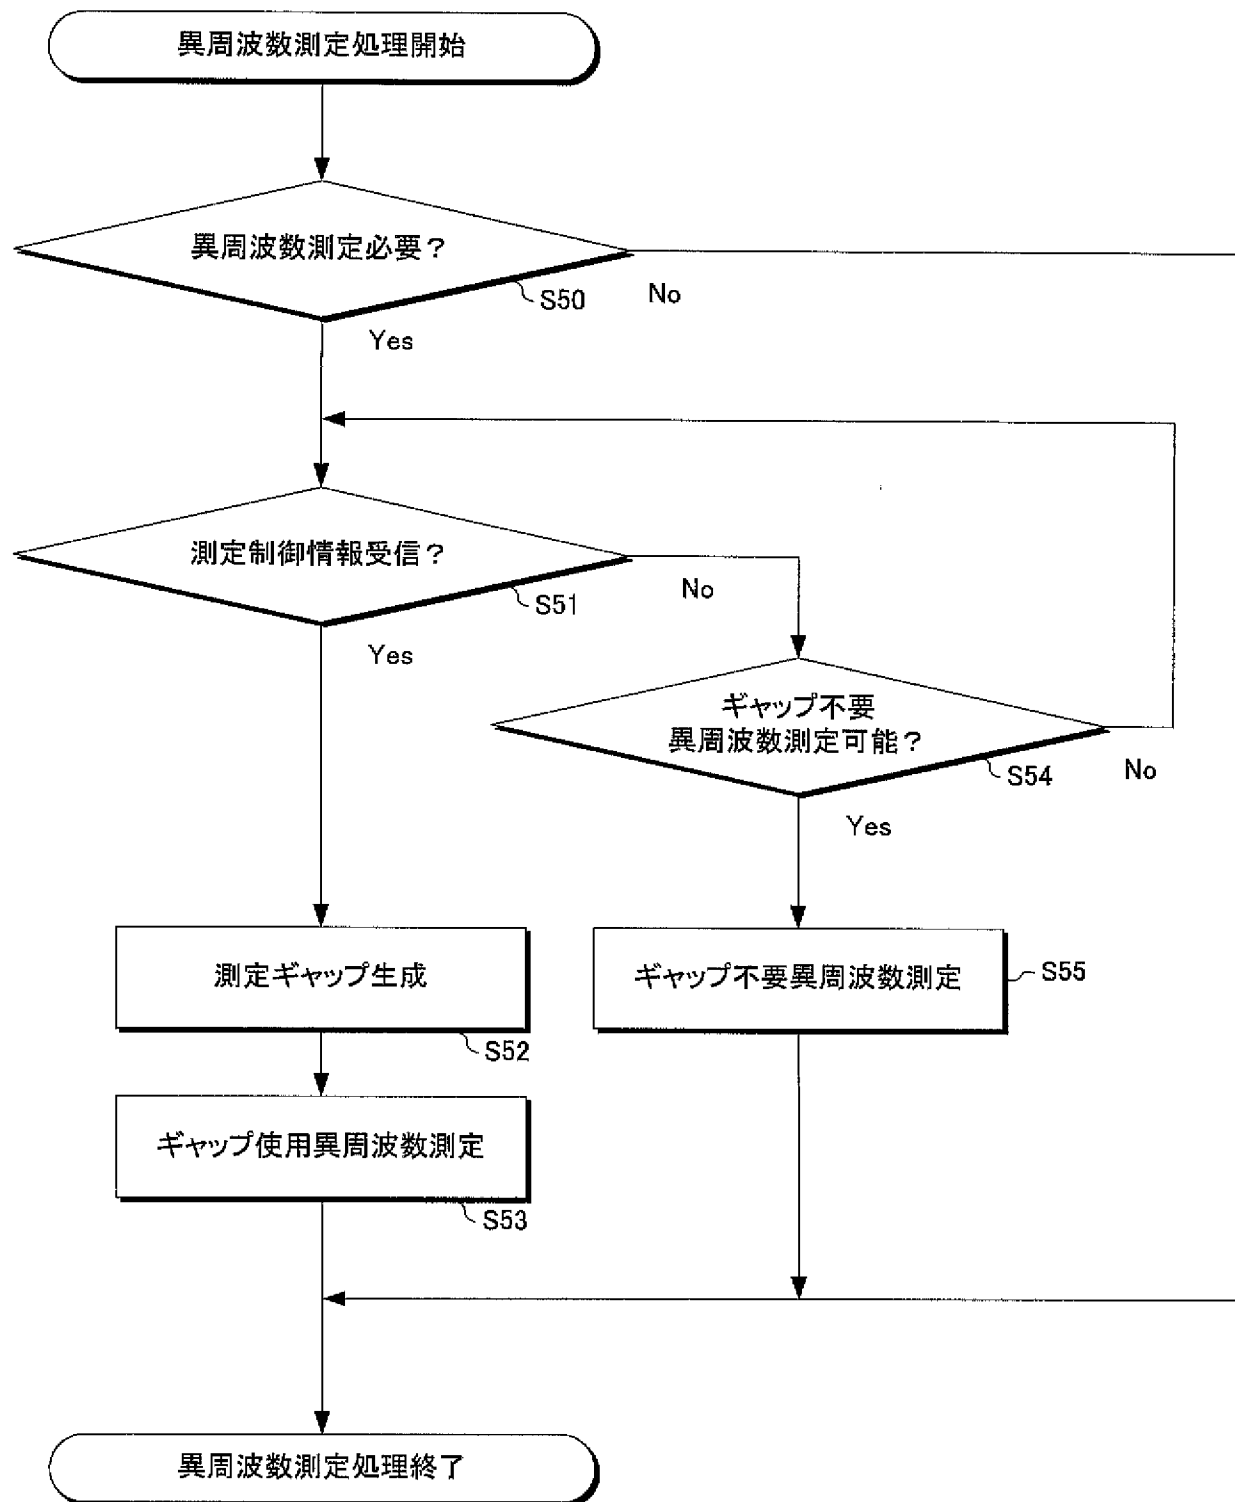 異周波数測定処理開始
異周波数測定必要？
S50
No
Yes
測定制御情報受信？
S51
No
Yes
ギャップ不要
異周波数測定可能？
S54
No
Yes
測定ギャップ生成
S52
ギャップ不要異周波数測定
S55
ギャップ使用異周波数測定
S53
異周波数測定処理終了